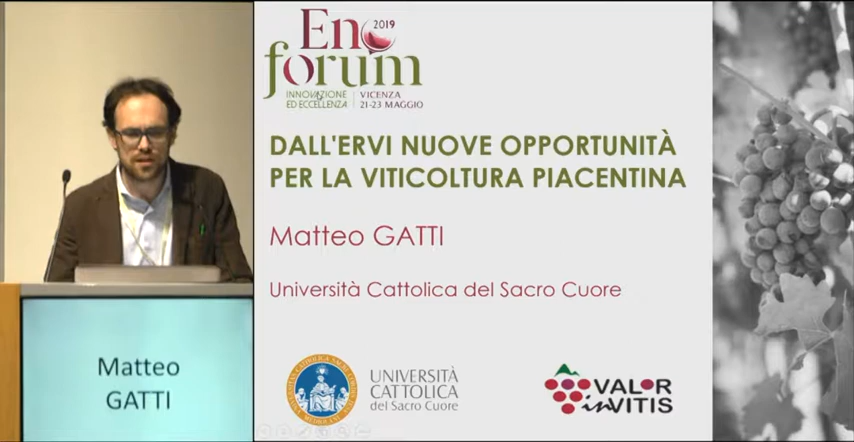 Eno
2019
forum
INNOVAZIONE
ED ECCELLENZA
VICENZA
21-23 MAGGIO
DALL'ERVI NUOVE OPPORTUNITÀ
PER LA VITICOLTURA PIACENTINA
Matteo GATTI
Università Cattolica del Sacro Cuore
Matteo
GATTI
UNIVERSITÀ
CATTOLICA
del Sacro Cuore
VALOR
inVITIS